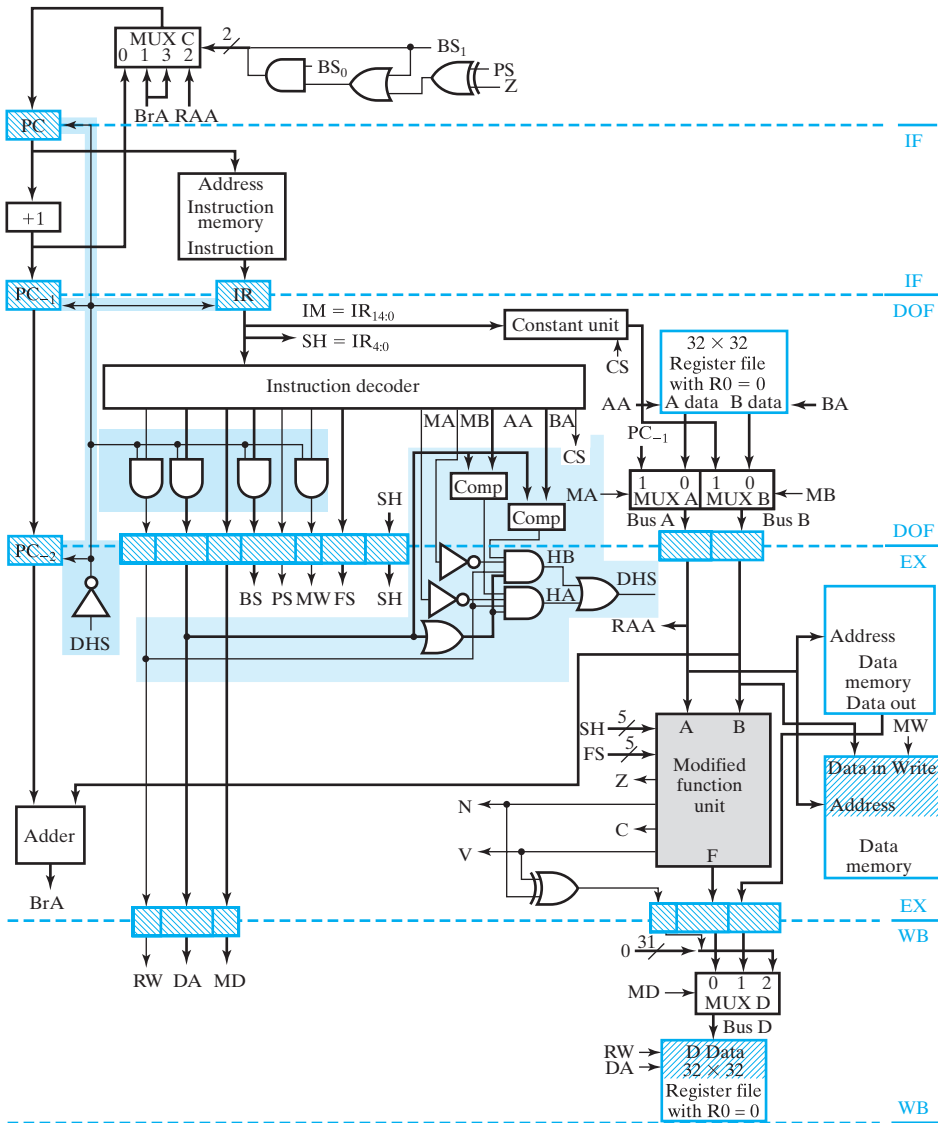 MUX C
0 1 3 2
2
BS1
BS0
PS
Z
BrA RAA
PC
IF
Address
Instruction
memory
Instruction
+1
PC−1
IR
IF
DOF
IM = IR14:0
SH = IR4:0
Constant unit
CS
32 × 32
Register file
with R0 = 0
A data B data
AA
BA
Instruction decoder
MA MB AA BA
CS
PC−1
1 0 1 0
MUX A MUX B
MA
MB
Bus A
Bus B
Comp
Comp
SH
PC−2
DOF
EX
HB
HA
DHS
BS PS MW FS SH
DHS
RAA
Address
Data
memory
Data out
MW
SH 5
FS 5
A B
Modified
function
unit
Z
N
C
V
F
Data in Write
Address
Data
memory
Adder
BrA
EX
WB
RW DA MD
0 31
0 1 2
MUX D
MD
Bus D
RW
DA
D Data
32 × 32
Register file
with R0 = 0
WB